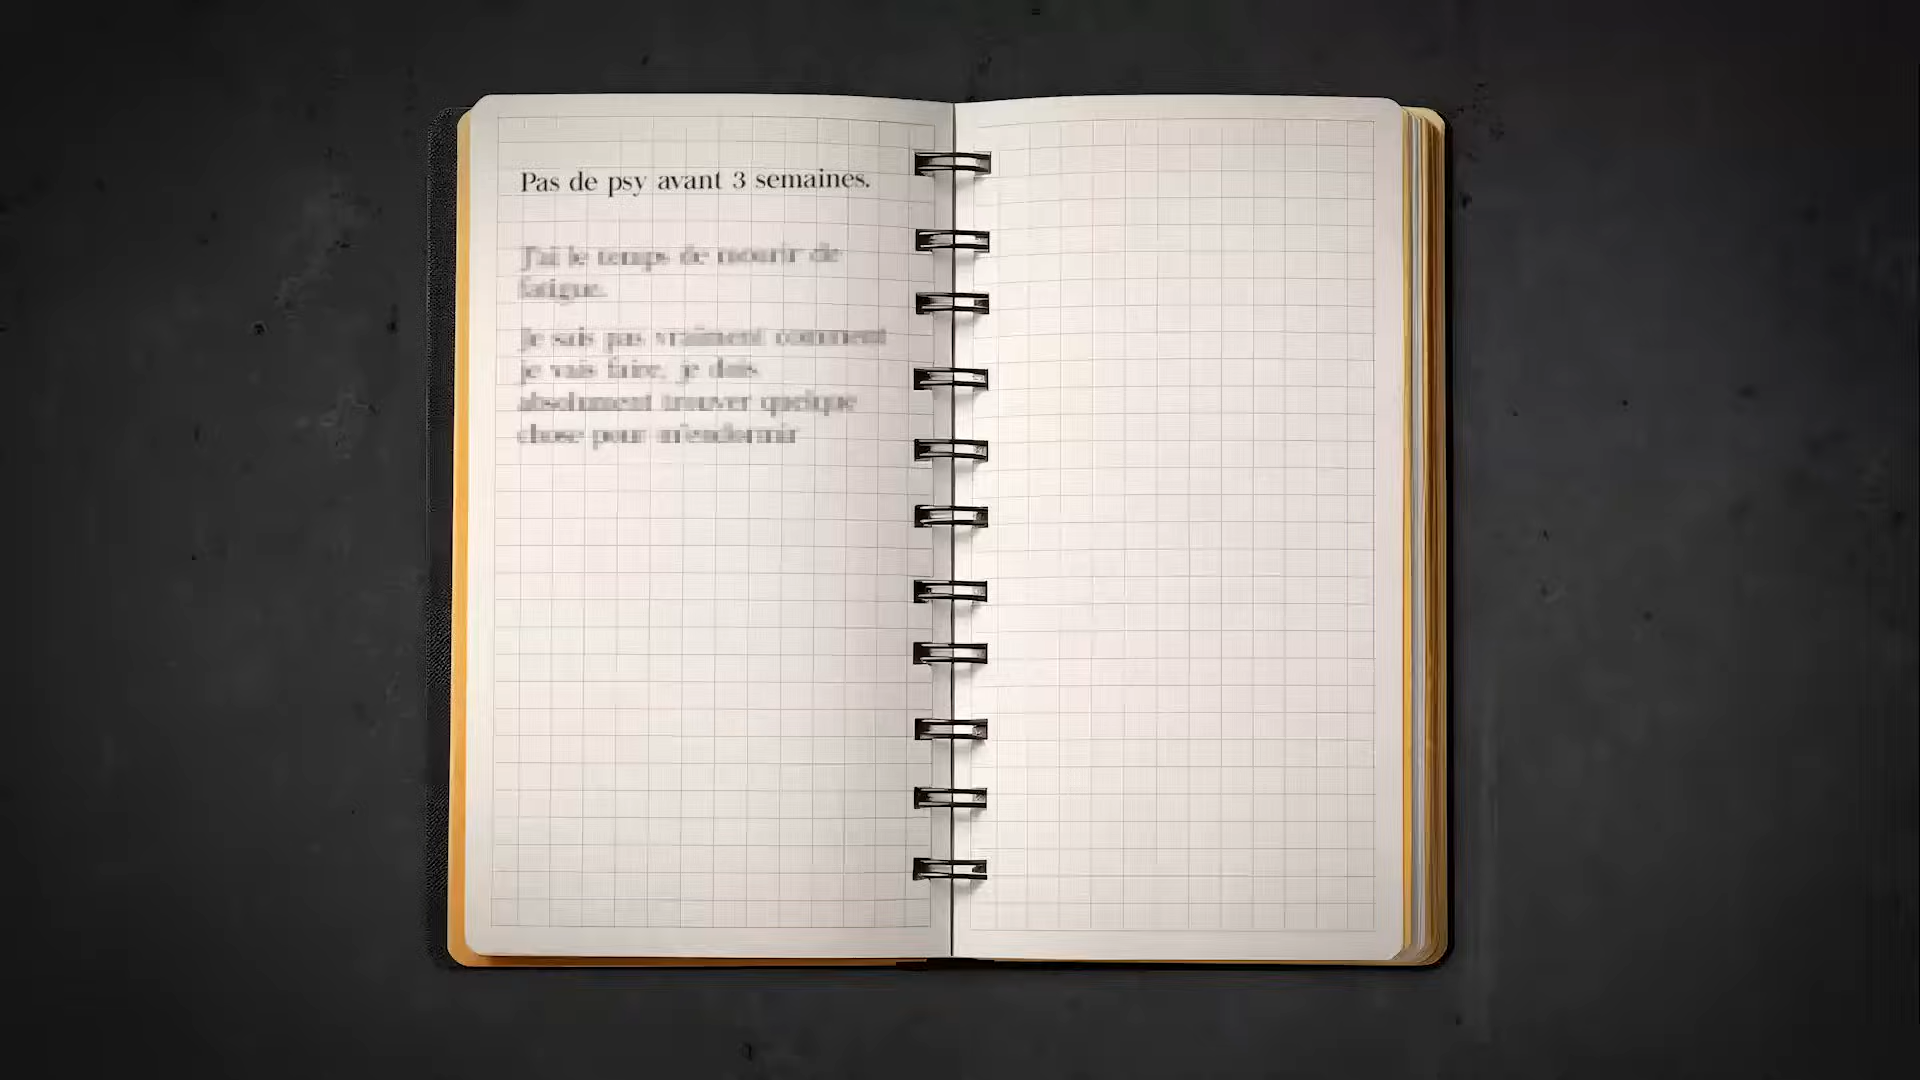 Pas de psy avant 3 semaines.
J'ai le temps de mourir de
fatigue.
Je sais pas vraiment comment
je vais faire, je dois
absolument trouver quelque
chose pour m'endormir